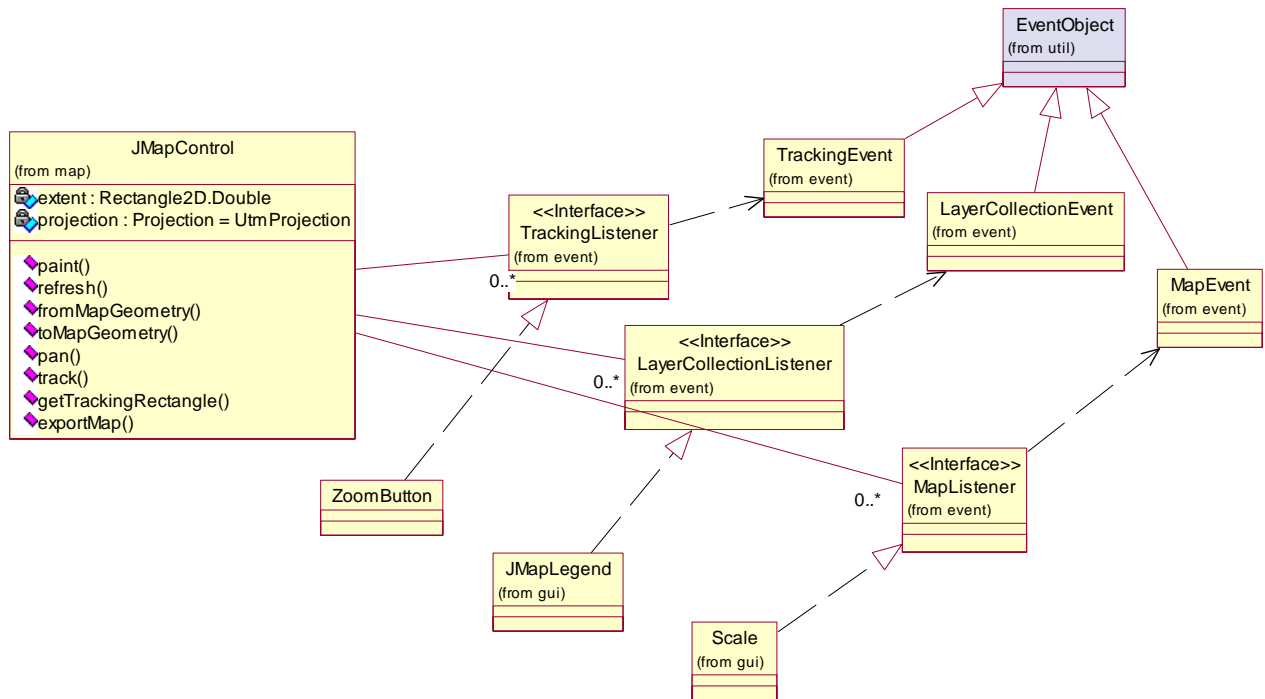 EventObject
(from util)
JMapControl
(from map)
extent : Rectangle2D.Double
projection : Projection = UtmProjection
paint()
refresh()
fromMapGeometry()
toMapGeometry()
pan()
track()
getTrackingRectangle()
exportMap()
TrackingEvent
(from event)
<<Interface>>
TrackingListener
(from event)
0..*
LayerCollectionEvent
(from event)
MapEvent
(from event)
<<Interface>>
LayerCollectionListener
(from event)
0..*
<<Interface>>
MapListener
(from event)
0..*
ZoomButton
JMapLegend
(from gui)
Scale
(from gui)